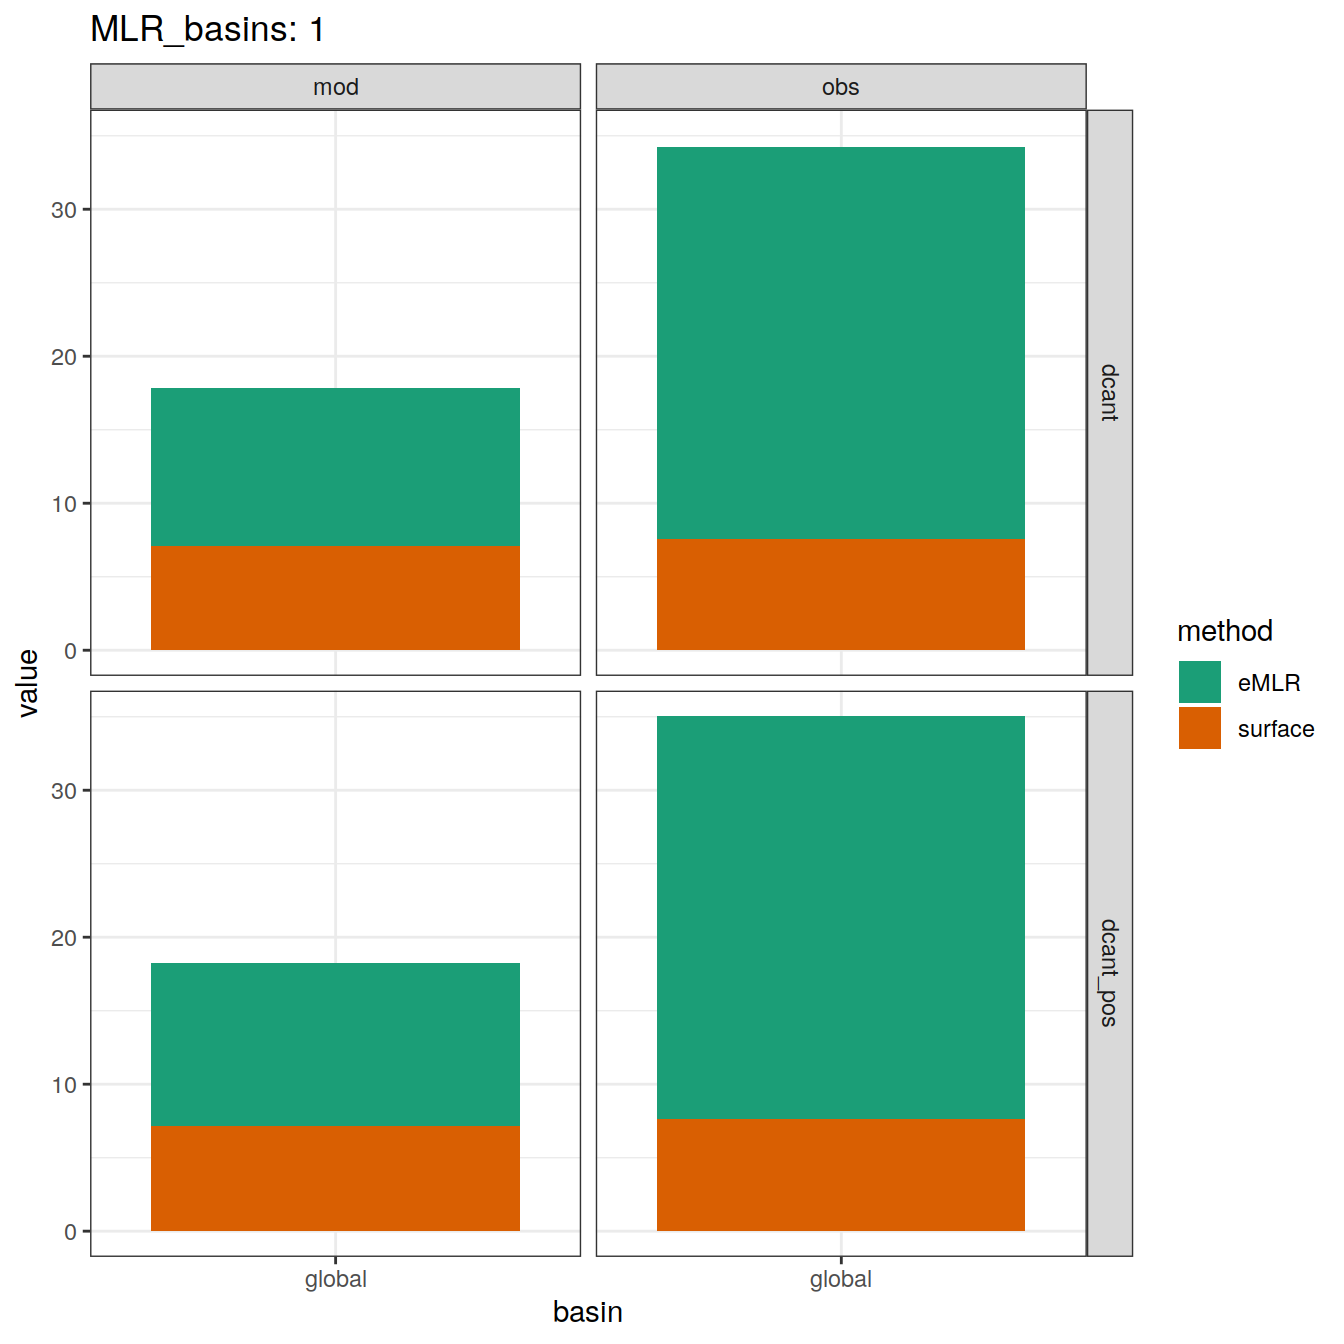 MLR_basins: 1
mod
obs
30
20
10
0
dcant
30
20
10
0
dcant_pos
value
method
eMLR
surface
global
global
basin